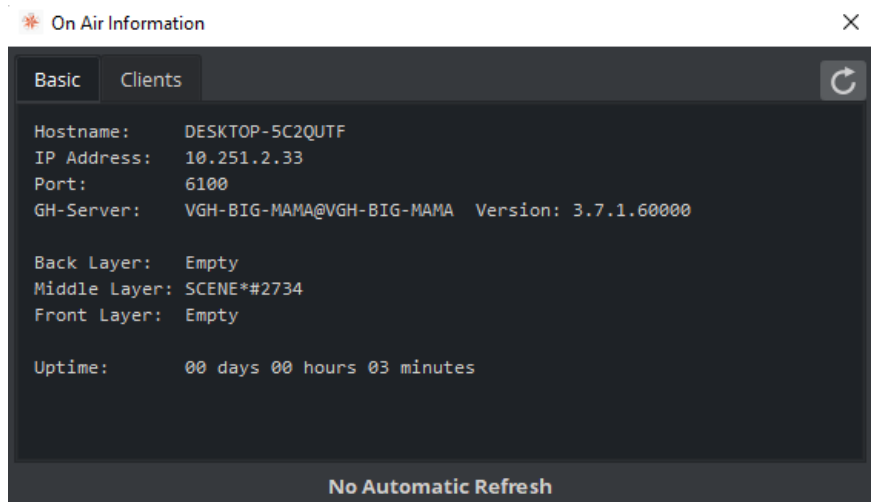 On Air Information
Basic Clients
Hostname: DESKTOP-5C2QUTF
IP Address: 10.251.2.33
Port: 6100
GH-Server: VGH-BIG-MAMA@VGH-BIG-MAMA Version: 3.7.1.60000
Back Layer: Empty
Middle Layer: SCENE*#2734
Front Layer: Empty
Uptime: 00 days 00 hours 03 minutes
No Automatic Refresh